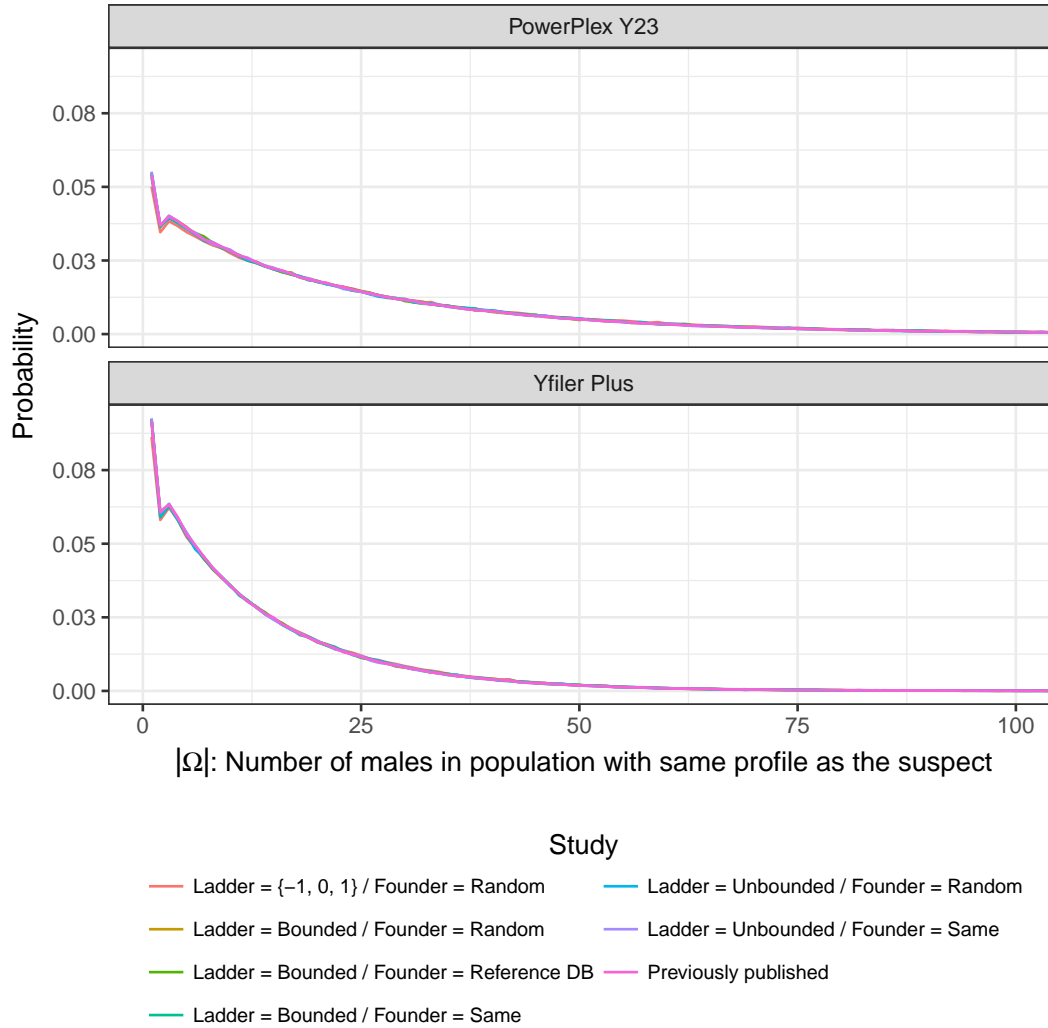 PowerPlex Y23
0.08
0.05
0.03
0.00
Probability
Yfiler Plus
0.08
0.05
0.03
0.00
0 25 50 75 100
|Ω|: Number of males in population with same profile as the suspect
Study
Ladder = {−1, 0, 1} / Founder = Random
Ladder = Bounded / Founder = Random
Ladder = Bounded / Founder = Reference DB
Ladder = Bounded / Founder = Same
Ladder = Unbounded / Founder = Random
Ladder = Unbounded / Founder = Same
Previously published